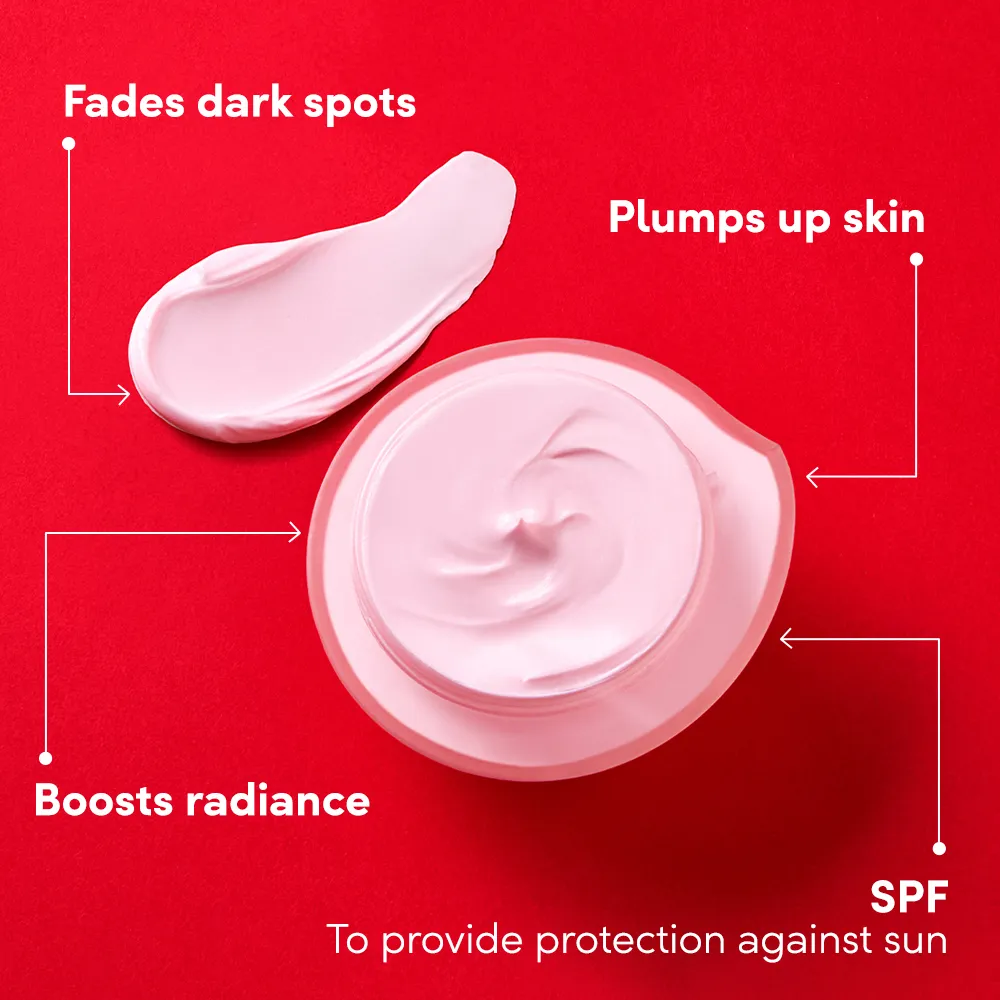 Fades dark spots
Plumps up skin
Boosts radiance
SPF
To provide protection against sun